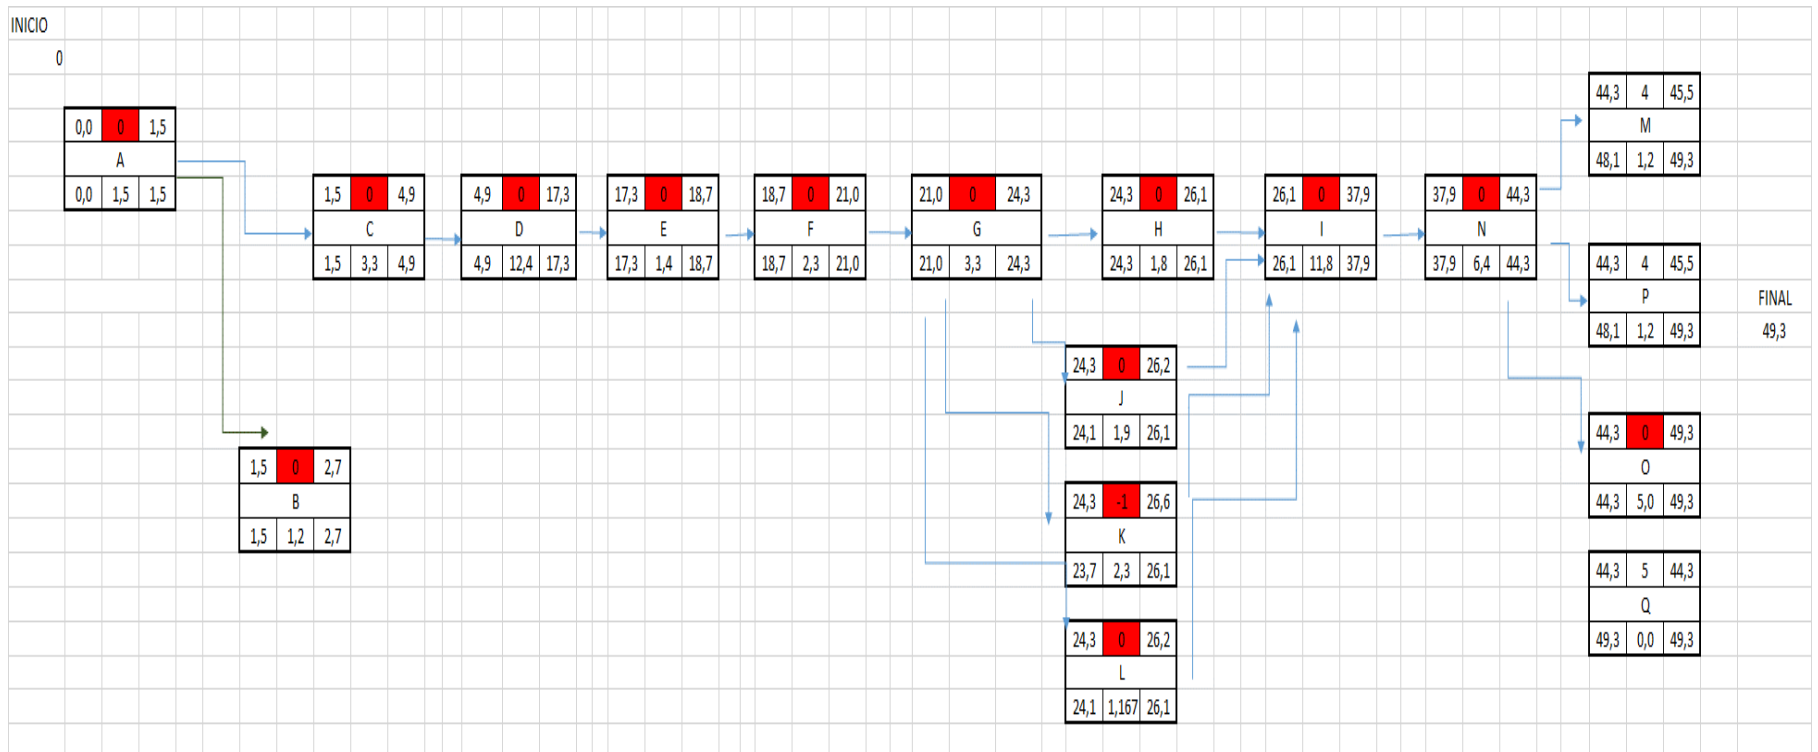 INICIO
0
0,0 0 1,5
A
0,0 1,5 1,5
1,5 0 2,7
B
1,5 1,2 2,7
1,5 0 4,9
C
1,5 3,3 4,9
4,9 0 17,3
D
4,9 12,4 17,3
17,3 0 18,7
E
17,3 1,4 18,7
18,7 0 21,0
F
18,7 2,3 21,0
21,0 0 24,3
G
21,0 3,3 24,3
24,3 0 26,1
H
24,3 1,8 26,1
24,3 0 26,2
J
24,1 1,9 26,1
24,3 -1 26,6
K
23,7 2,3 26,1
24,3 0 26,2
L
24,1 1,167 26,1
26,1 0 37,9
I
26,1 11,8 37,9
37,9 0 44,3
N
37,9 6,4 44,3
44,3 4 45,5
M
48,1 1,2 49,3
44,3 4 45,5
P
48,1 1,2 49,3
44,3 0 49,3
O
44,3 5,0 49,3
44,3 5 44,3
Q
49,3 0,0 49,3
FINAL
49,3